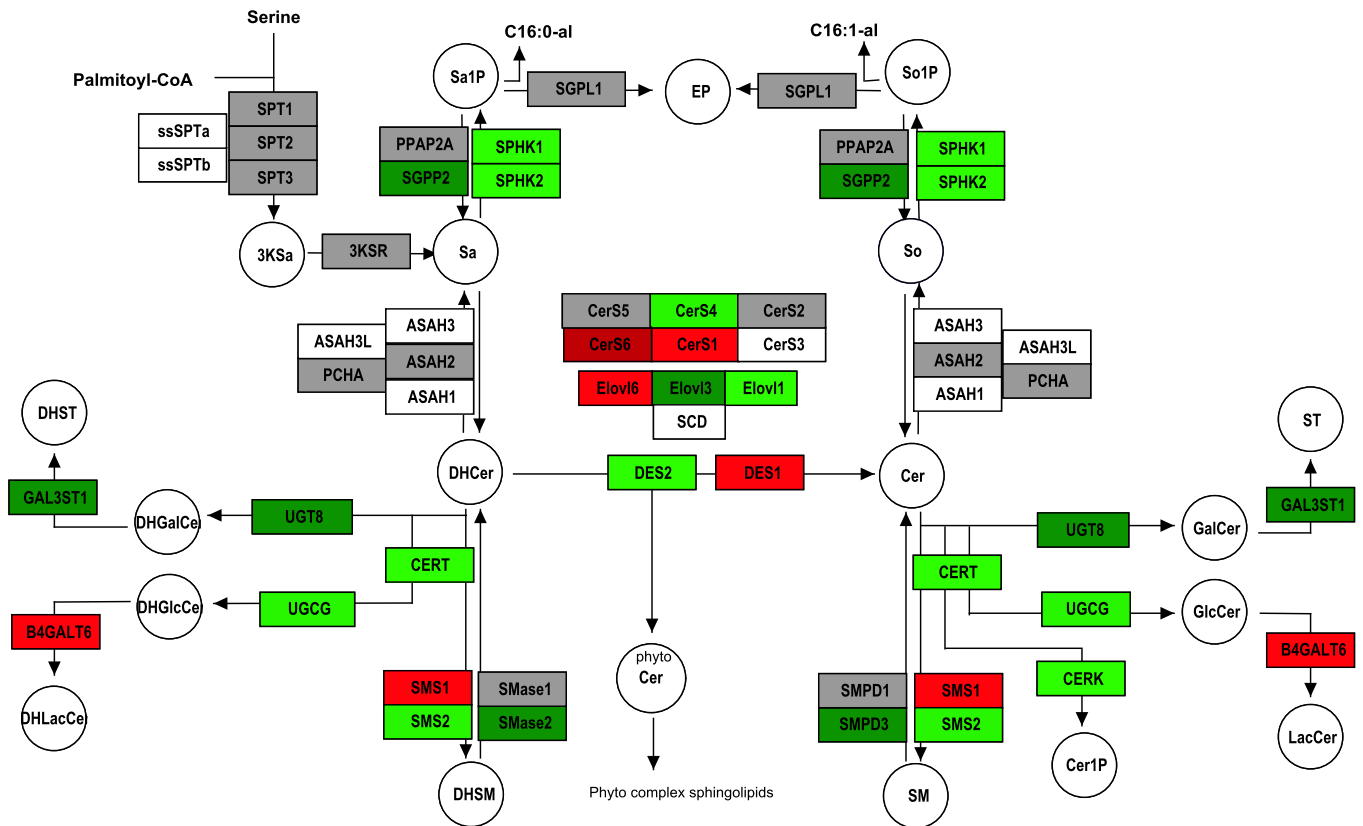 Serine
C16:0-al
C16:1-al
Palmitoyl-CoA
Sa1P
So1P
SGPL1
EP
SGPL1
SPT1
ssSPTa
SPT2
ssSPTb
SPT3
PPAP2A
SPHK1
SGPP2
SPHK2
PPAP2A
SPHK1
SGPP2
SPHK2
3KSa
3KSR
Sa
So
CerS5
CerS4
CerS2
CerS6
CerS1
CerS3
ASAH3
ASAH3L
ASAH2
PCHA
ASAH1
ASAH3
ASAH3L
ASAH2
PCHA
ASAH1
Elovl6
Elovl3
Elovl1
SCD
DHST
ST
DHCer
DES2
DES1
Cer
GAL3ST1
DHGalCer
UGT8
UGT8
GalCer
GAL3ST1
CERT
CERT
DHGlcCer
UGCG
UGCG
GlcCer
B4GALT6
B4GALT6
phyto
Cer
CERK
SMS1
SMase1
SMS2
SMase2
SMPD1
SMS1
SMPD3
SMS2
DHLacCer
LacCer
Cer1P
DHSM
Phyto complex sphingolipids
SM